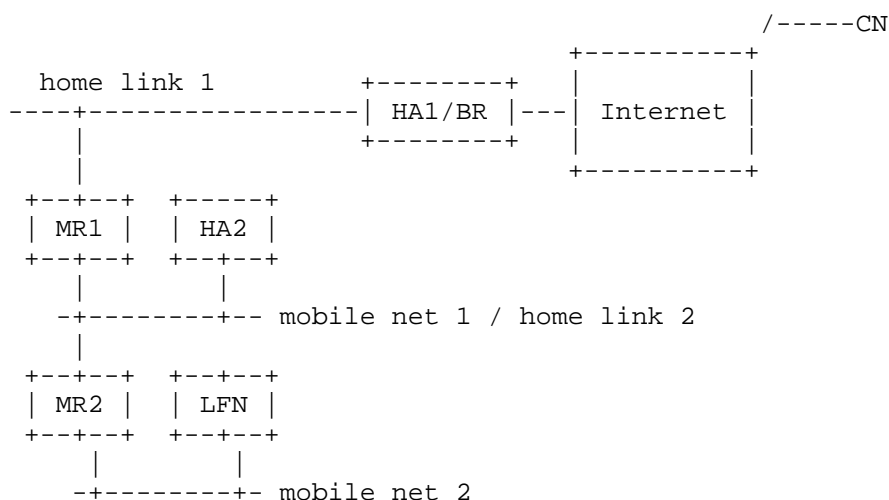 /-----CN
home link 1
HA1/BR Internet
MR1 HA2
mobile net 1 / home link 2
MR2 LFN
mobile net 2